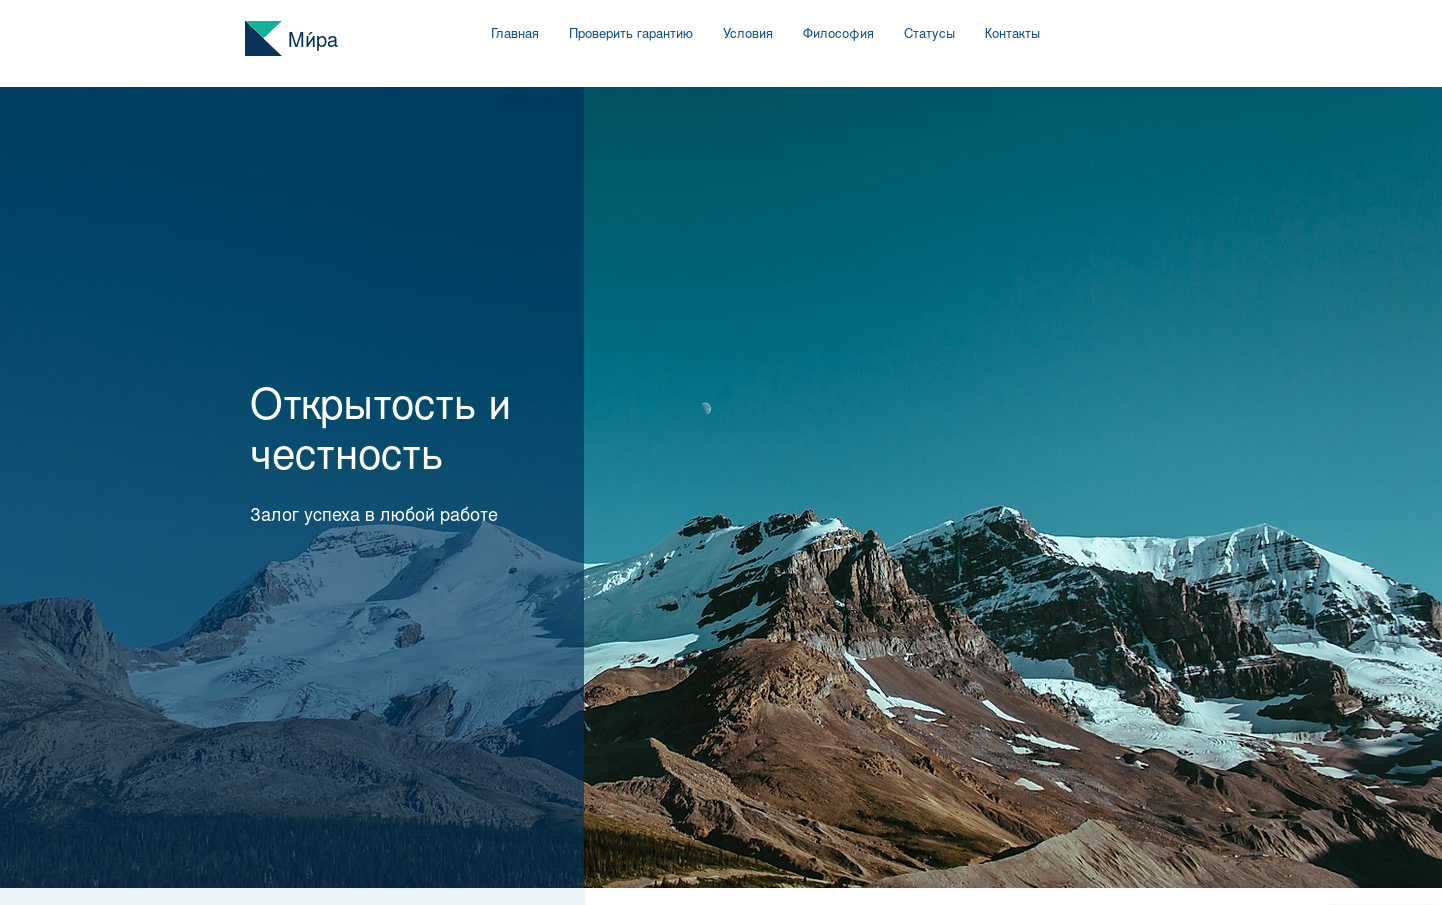 Ми́ра
Главная
Проверить гарантию
Условия
Философия
Статусы
Контакты
Открытость и
честность
Залог успеха в любой работе